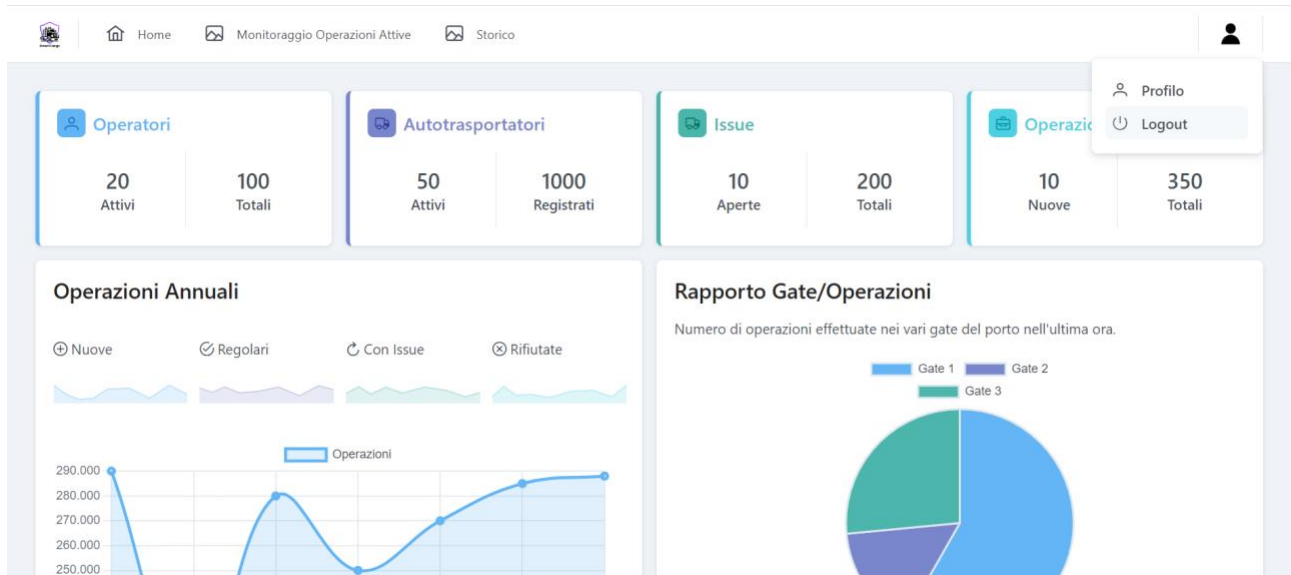 Home
Monitoraggio Operazioni Attive
Storico
Profilo
Logout
Operatori
20
Attivi
100
Totali
Autotrasportatori
50
Attivi
1000
Registrati
Issue
10
Aperte
200
Totali
Operazio
10
Nuove
350
Totali
Operazioni Annuali
Nuove
Regolari
Con Issue
Rifiutate
Operazioni
290.000
280.000
270.000
260.000
250.000
Rapporto Gate/Operazioni
Numero di operazioni effettuate nei vari gate del porto nell'ultima ora.
Gate 1
Gate 2
Gate 3